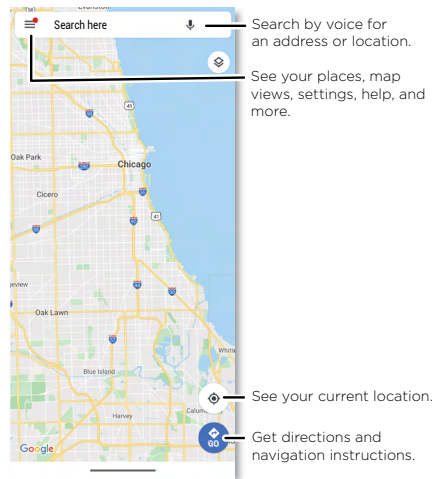 Evanston
Search here
Search by voice for
an address or location.
See your places, map
views, settings, help, and
more.
41
Oak Park
Chicago
Cicero
41
Oak Lawn
Blue Island
See your current location.
Harvey
Google
GO
Get directions and
navigation instructions.